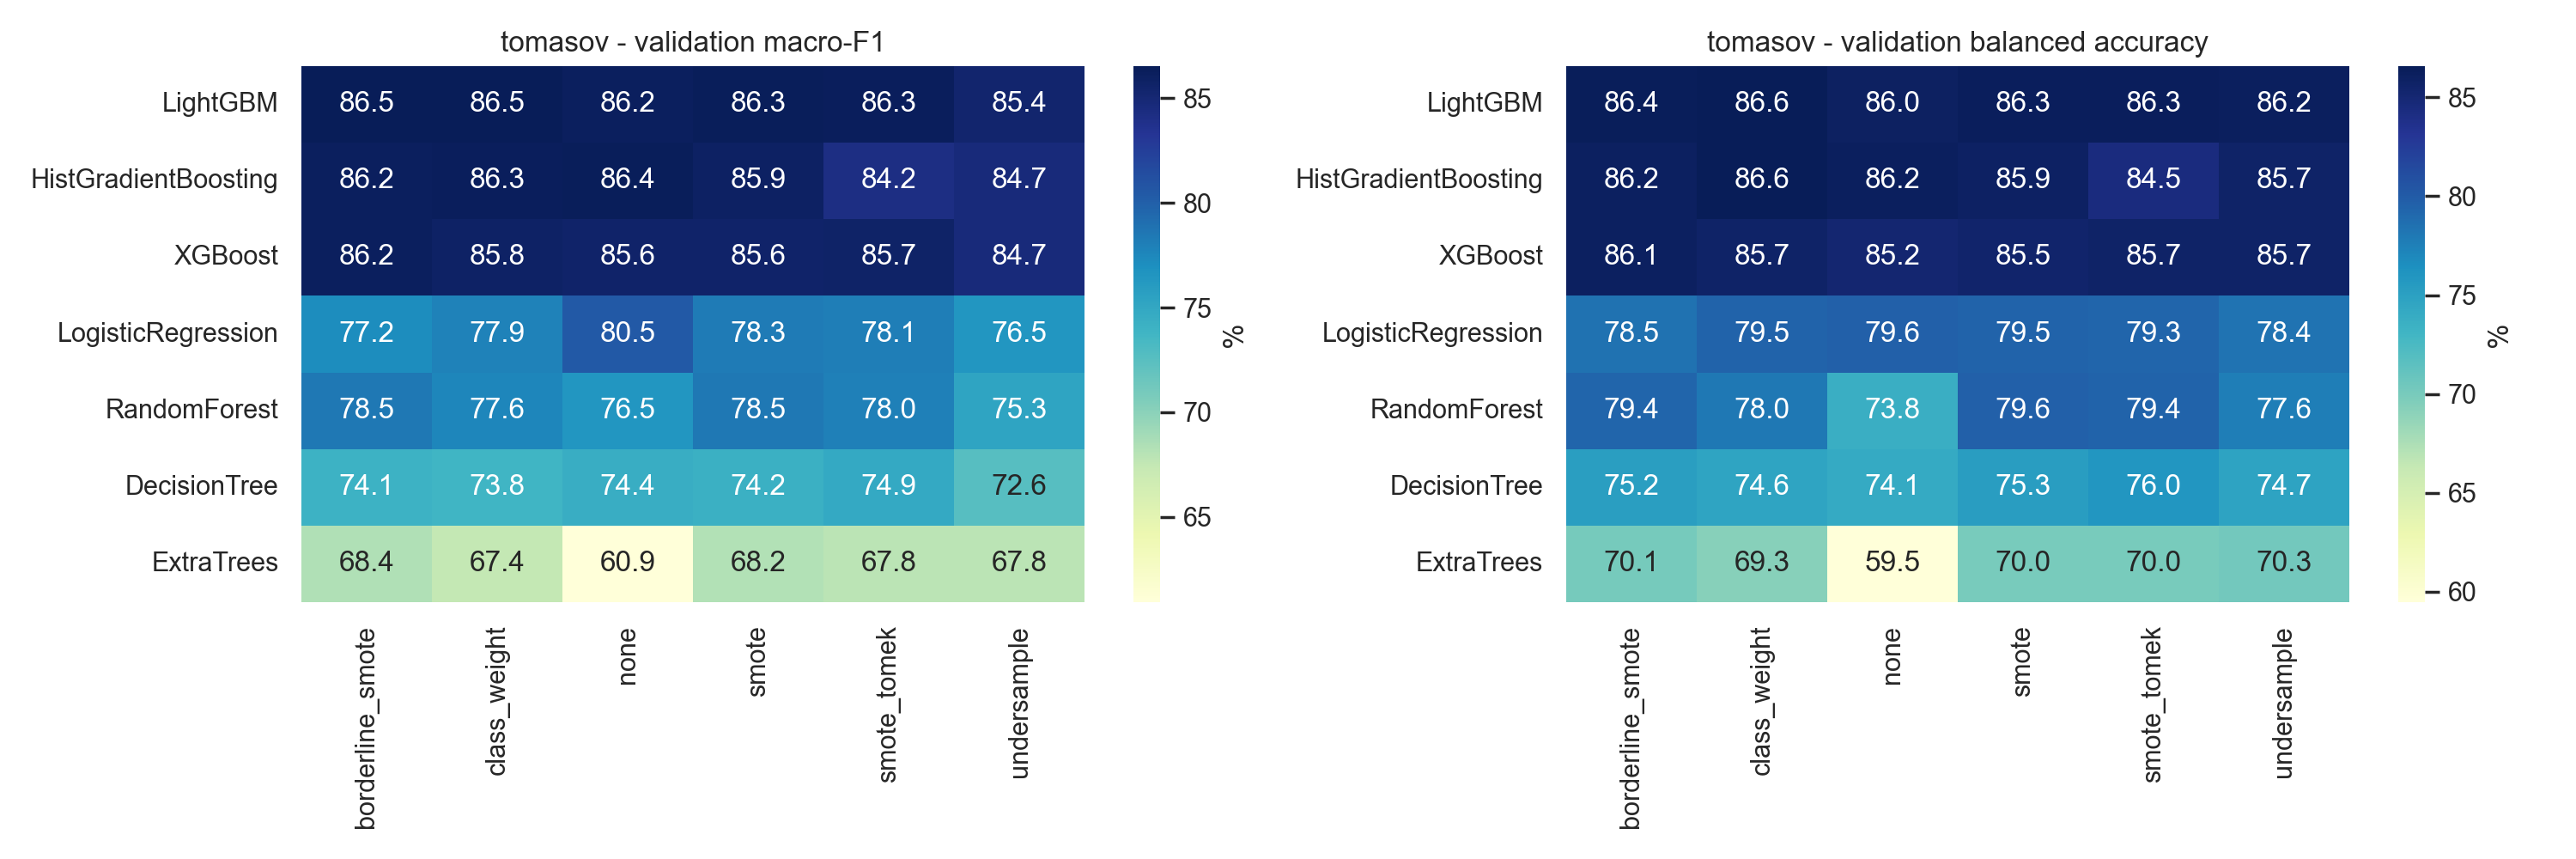 tomasov - validation macro-F1
LightGBM 86.5 86.5 86.2 86.3 86.3 85.4
HistGradientBoosting 86.2 86.3 86.4 85.9 84.2 84.7
XGBoost 86.2 85.8 85.6 85.6 85.7 84.7
LogisticRegression 77.2 77.9 80.5 78.3 78.1 76.5
RandomForest 78.5 77.6 76.5 78.5 78.0 75.3
DecisionTree 74.1 73.8 74.4 74.2 74.9 72.6
ExtraTrees 68.4 67.4 60.9 68.2 67.8 67.8
borderline_smote
class_weight
none
smote
smote_tomek
undersample
85
80
75
70
65
%
tomasov - validation balanced accuracy
LightGBM 86.4 86.6 86.0 86.3 86.3 86.2
HistGradientBoosting 86.2 86.6 86.2 85.9 84.5 85.7
XGBoost 86.1 85.7 85.2 85.5 85.7 85.7
LogisticRegression 78.5 79.5 79.6 79.5 79.3 78.4
RandomForest 79.4 78.0 73.8 79.6 79.4 77.6
DecisionTree 75.2 74.6 74.1 75.3 76.0 74.7
ExtraTrees 70.1 69.3 59.5 70.0 70.0 70.3
borderline_smote
class_weight
none
smote
smote_tomek
undersample
85
80
75
70
65
60
%